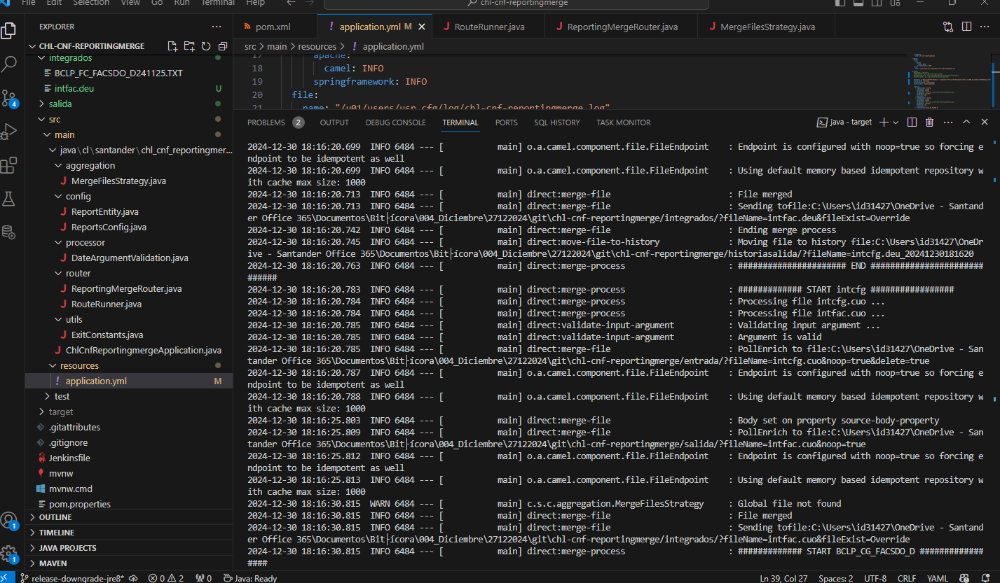 File Edit Selection View Go Run Terminal Help
chl-cnf-reportingmerge
EXPLORER
pom.xml
application.yml M
RouteRunner.java
ReportingMergeRouter.java
MergeFilesStrategy.java
CHL-CNF-REPORTINGMERGE
src > main > resources > ! application.yml
integrados
BCLP_FC_FACSDO_D241125.TXT
intfac.deu U
salida
src
main
java\cl\santander\chl_cnf_reportingmer...
aggregation
MergeFilesStrategy.java
config
ReportEntity.java
ReportsConfig.java
processor
DateArgumentValidation.java
router
ReportingMergeRouter.java
RouteRunner.java
utils
ExitConstants.java
ChlCnfReportingmergeApplication.java
resources
application.yml M
test
target
.gitattributes
.gitignore
Jenkinsfile
mvnw
mvnw.cmd
pom.properties
OUTLINE
TIMELINE
JAVA PROJECTS
MAVEN
4
1
1
17 apache:
18 camel: INFO
19 springframework: INFO
20 file:
21 name: "/u01/users/usr_cfg/log/chl-cnf-reportingmerge.log"
PROBLEMS 2 OUTPUT DEBUG CONSOLE TERMINAL PORTS SQL HISTORY TASK MONITOR
java - target
2024-12-30 18:16:20.699 INFO 6484 --- [ main] o.a.camel.component.file.FileEndpoint : Endpoint is configured with noop=true so forcing e
ndpoint to be idempotent as well
2024-12-30 18:16:20.699 INFO 6484 --- [ main] o.a.camel.component.file.FileEndpoint : Using default memory based idempotent repository w
ith cache max size: 1000
2024-12-30 18:16:20.713 INFO 6484 --- [ main] direct:merge-file : File merged
2024-12-30 18:16:20.713 INFO 6484 --- [ main] direct:merge-file : Sending tofile:C:\Users\id31427\OneDrive - Santand
er Office 365\Documentos\Bit├ícora\004_Diciembre\27122024\git\chl-cnf-reportingmerge/integrados/?fileName=intfac.deu&fileExist=Override
2024-12-30 18:16:20.742 INFO 6484 --- [ main] direct:merge-file : Ending merge process
2024-12-30 18:16:20.745 INFO 6484 --- [ main] direct:move-file-to-history : Moving file to history file:C:\Users\id31427\OneDr
ive - Santander Office 365\Documentos\Bit├ícora\004_Diciembre\27122024\git\chl-cnf-reportingmerge/historiasalida/?fileName=intcfg.deu_20241230181620
2024-12-30 18:16:20.763 INFO 6484 --- [ main] direct:merge-process : ###################### END #######################
######
2024-12-30 18:16:20.783 INFO 6484 --- [ main] direct:merge-process : ############# START intcfg #################
2024-12-30 18:16:20.784 INFO 6484 --- [ main] direct:merge-process : Processing file intcfg.cuo ...
2024-12-30 18:16:20.784 INFO 6484 --- [ main] direct:merge-process : Processing file intfac.cuo ...
2024-12-30 18:16:20.785 INFO 6484 --- [ main] direct:validate-input-argument : Validating input argument ...
2024-12-30 18:16:20.785 INFO 6484 --- [ main] direct:validate-input-argument : Argument is valid
2024-12-30 18:16:20.785 INFO 6484 --- [ main] direct:merge-file : PollEnrich to file:C:\Users\id31427\OneDrive - San
tander Office 365\Documentos\Bit├ícora\004_Diciembre\27122024\git\chl-cnf-reportingmerge/entrada/?fileName=intcfg.cuo&noop=true&delete=true
2024-12-30 18:16:20.787 INFO 6484 --- [ main] o.a.camel.component.file.FileEndpoint : Endpoint is configured with noop=true so forcing e
ndpoint to be idempotent as well
2024-12-30 18:16:20.788 INFO 6484 --- [ main] o.a.camel.component.file.FileEndpoint : Using default memory based idempotent repository w
ith cache max size: 1000
2024-12-30 18:16:25.803 INFO 6484 --- [ main] direct:merge-file : Body set on property source-body-property
2024-12-30 18:16:25.809 INFO 6484 --- [ main] direct:merge-file : PollEnrich to file:C:\Users\id31427\OneDrive - San
tander Office 365\Documentos\Bit├ícora\004_Diciembre\27122024\git\chl-cnf-reportingmerge/salida/?fileName=intfac.cuo&noop=true
2024-12-30 18:16:25.812 INFO 6484 --- [ main] o.a.camel.component.file.FileEndpoint : Endpoint is configured with noop=true so forcing e
ndpoint to be idempotent as well
2024-12-30 18:16:25.813 INFO 6484 --- [ main] o.a.camel.component.file.FileEndpoint : Using default memory based idempotent repository w
ith cache max size: 1000
2024-12-30 18:16:30.815 WARN 6484 --- [ main] c.s.c.aggregation.MergeFilesStrategy : Global file not found
2024-12-30 18:16:30.815 INFO 6484 --- [ main] direct:merge-file : File merged
2024-12-30 18:16:30.815 INFO 6484 --- [ main] direct:merge-file : Sending tofile:C:\Users\id31427\OneDrive - Santand
er Office 365\Documentos\Bit├ícora\004_Diciembre\27122024\git\chl-cnf-reportingmerge/integrados/?fileName=intfac.cuo&fileExist=Override
2024-12-30 18:16:30.815 INFO 6484 --- [ main] direct:merge-process : ############# START BCLP_CG_FACSDO_D #############
####
release-downgrade-jre8* 0 2 0 Java: Ready Ln 39, Col 27 Spaces: 2 UTF-8 CRLF YAML